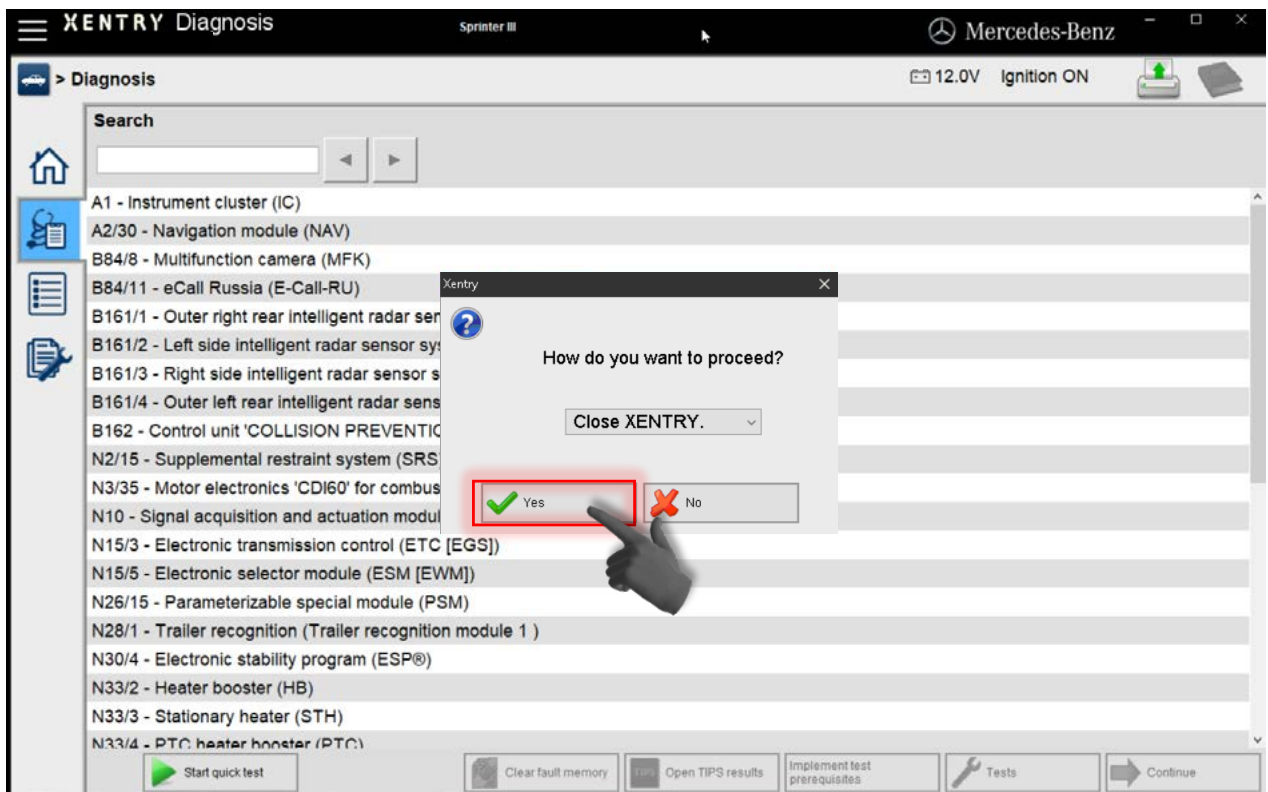 XENTRY Diagnosis
Sprinter III
Mercedes-Benz
> Diagnosis
12.0V Ignition ON
Search
A1 - Instrument cluster (IC)
A2/30 - Navigation module (NAV)
B84/8 - Multifunction camera (MFK)
B84/11 - eCall Russia (E-Call-RU)
Xentry
B161/1 - Outer right rear intelligent radar ser
B161/2 - Left side intelligent radar sensor sy
How do you want to proceed?
B161/3 - Right side intelligent radar sensor s
B161/4 - Outer left rear intelligent radar sens
Close XENTRY.
B162 - Control unit 'COLLISION PREVENTIO
N2/15 - Supplemental restraint system (SRS
N3/35 - Motor electronics 'CDI60' for combus
Yes
No
N10 - Signal acquisition and actuation modul
N15/3 - Electronic transmission control (ETC [EGS])
N15/5 - Electronic selector module (ESM [EWM])
N26/15 - Parameterizable special module (PSM)
N28/1 - Trailer recognition (Trailer recognition module 1 )
N30/4 - Electronic stability program (ESP®)
N33/2 - Heater booster (HB)
N33/3 - Stationary heater (STH)
N33/4 - PTC heater booster (PTC)
Start quick test
Clear fault memory
TIPS
Open TIPS results
Implement test
prerequisites
Tests
Continue